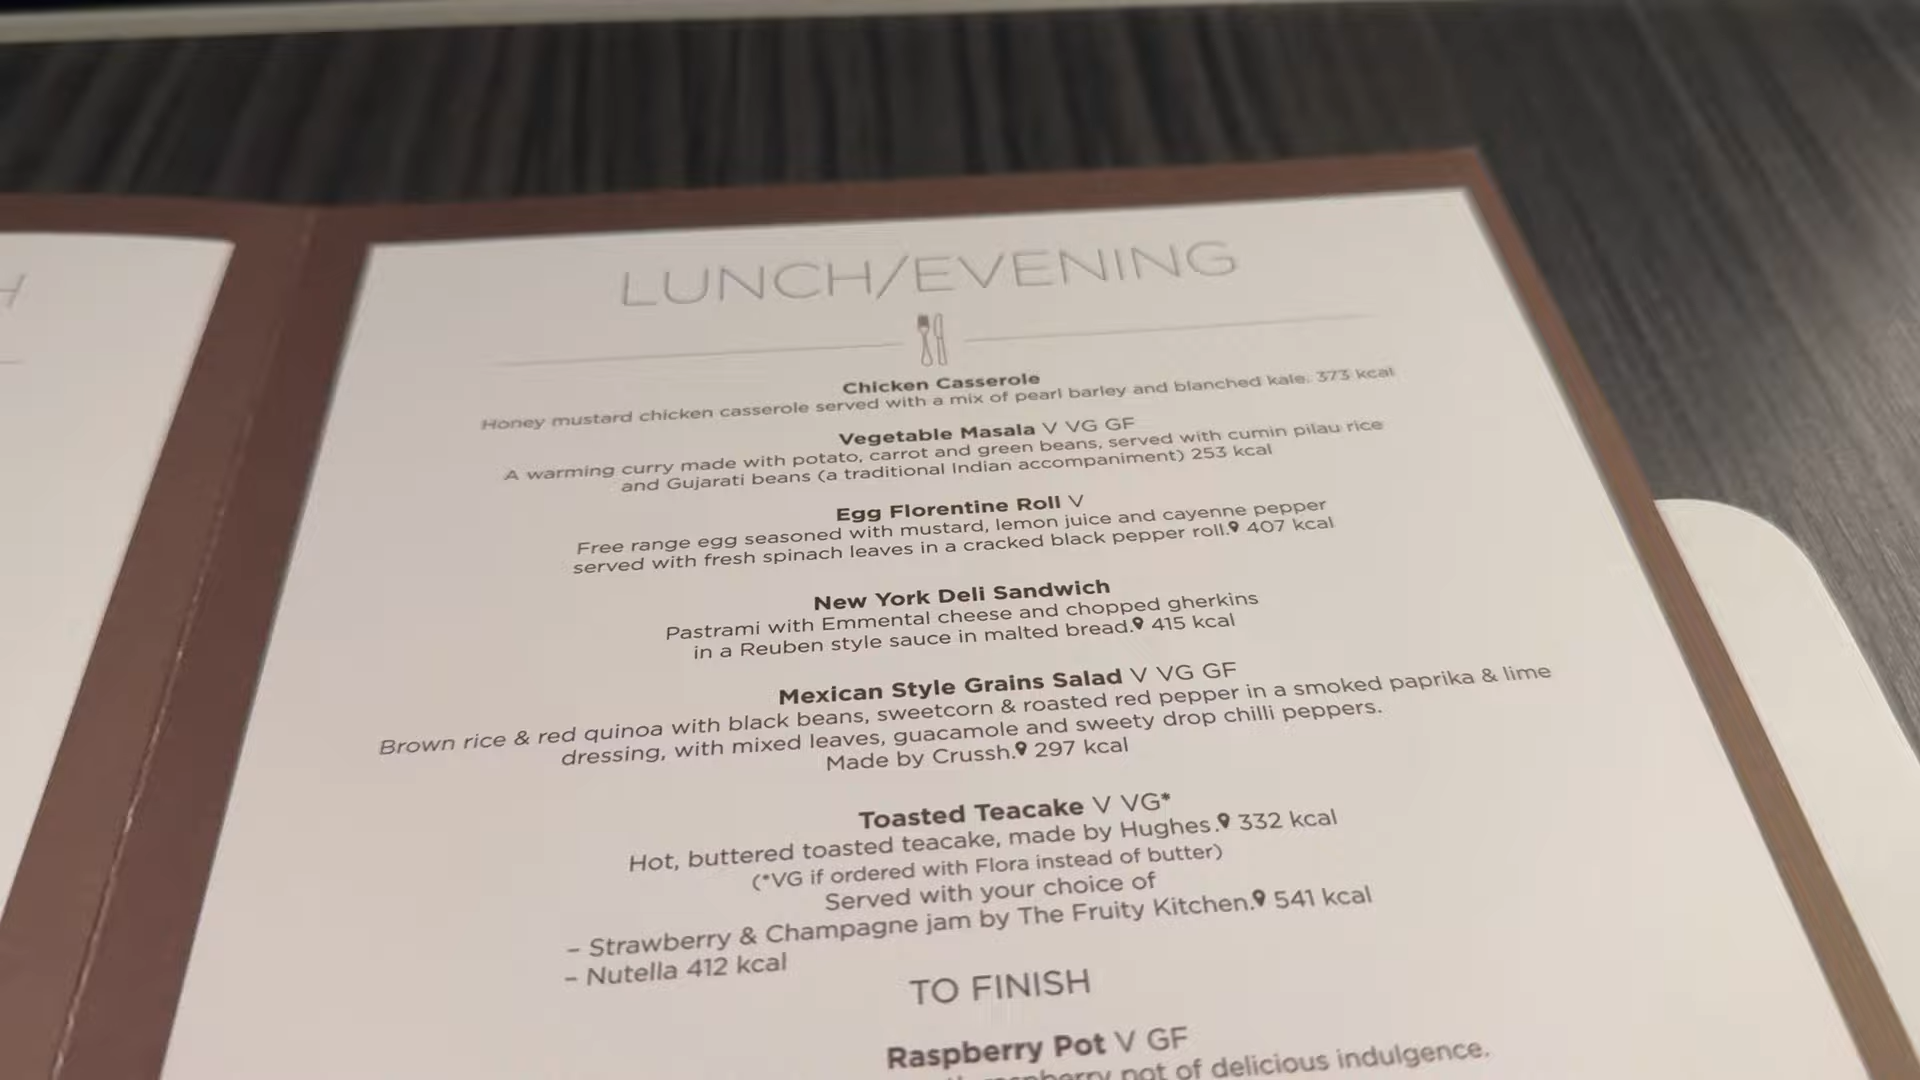 H
LUNCH/EVENING
Chicken Casserole
Honey mustard chicken casserole served with a mix of pearl barley and blanched kale. 373 kcal
Vegetable Masala V VG GF
A warming curry made with potato, carrot and green beans, served with cumin pilau rice
and Gujarati beans (a traditional Indian accompaniment) 253 kcal
Egg Florentine Roll V
Free range egg seasoned with mustard, lemon juice and cayenne pepper
served with fresh spinach leaves in a cracked black pepper roll. 407 kcal
New York Deli Sandwich
Pastrami with Emmental cheese and chopped gherkins
in a Reuben style sauce in malted bread. 415 kcal
Mexican Style Grains Salad V VG GF
Brown rice & red quinoa with black beans, sweetcorn & roasted red pepper in a smoked paprika & lime
dressing, with mixed leaves, guacamole and sweety drop chilli peppers.
Made by Crussh. 297 kcal
Toasted Teacake V VG*
Hot, buttered toasted teacake, made by Hughes. 332 kcal
(*VG if ordered with Flora instead of butter)
Served with your choice of
– Strawberry & Champagne jam by The Fruity Kitchen. 541 kcal
– Nutella 412 kcal
TO FINISH
Raspberry Pot V GF
pot of delicious indulgence.